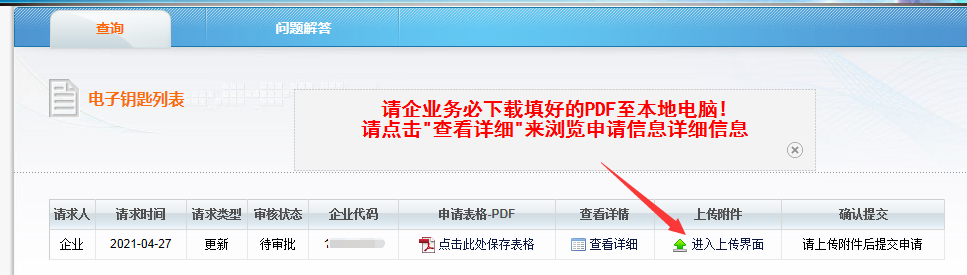 查询 问题解答
电子钥匙列表
请企业务必下载填好的PDF至本地电脑！
请点击"查看详细"来浏览申请信息详细信息
请求人 请求时间 请求类型 审核状态 企业代码 申请表格-PDF 查看详情 上传附件 确认提交
企业 2021-04-27 更新 待审批 点击此处保存表格 查看详细 进入上传界面 请上传附件后提交申请